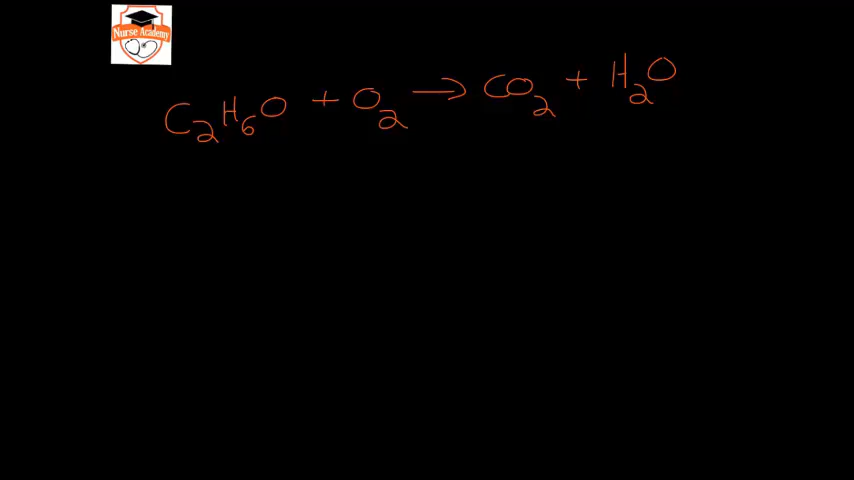 Nurse Academy
C₂H₆O + O₂ → CO₂ + H₂O